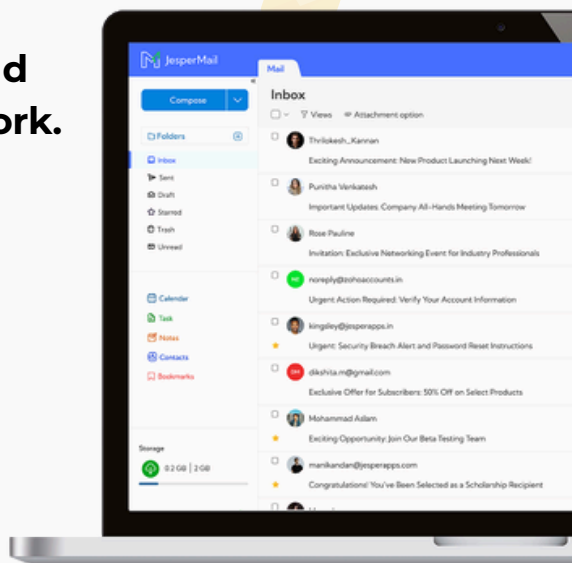 d
ork.
JesperMail
Mail
Compose
Inbox
Views
Attachment option
Folders
Inbox
Sent
Draft
Starred
Trash
Unread
Calendar
Task
Notes
Contacts
Bookmarks
Storage
0.2 GB | 2 GB
Thrilokesh_Kannan
Exciting Announcement: New Product Launching Next Week!
Punitha Venkatesh
Important Updates: Company All-Hands Meeting Tomorrow
Rose Pauline
Invitation: Exclusive Networking Event for Industry Professionals
noreply@zohoaccounts.in
Urgent Action Required: Verify Your Account Information
kingsley@jesperapps.in
Urgent: Security Breach Alert and Password Reset Instructions
DM
dikshita.m@gmail.com
Exclusive Offer for Subscribers: 50% Off on Select Products
Mohammad Aslam
Exciting Opportunity: Join Our Beta Testing Team
manikandan@jesperapps.com
Congratulations! You've Been Selected as a Scholarship Recipient